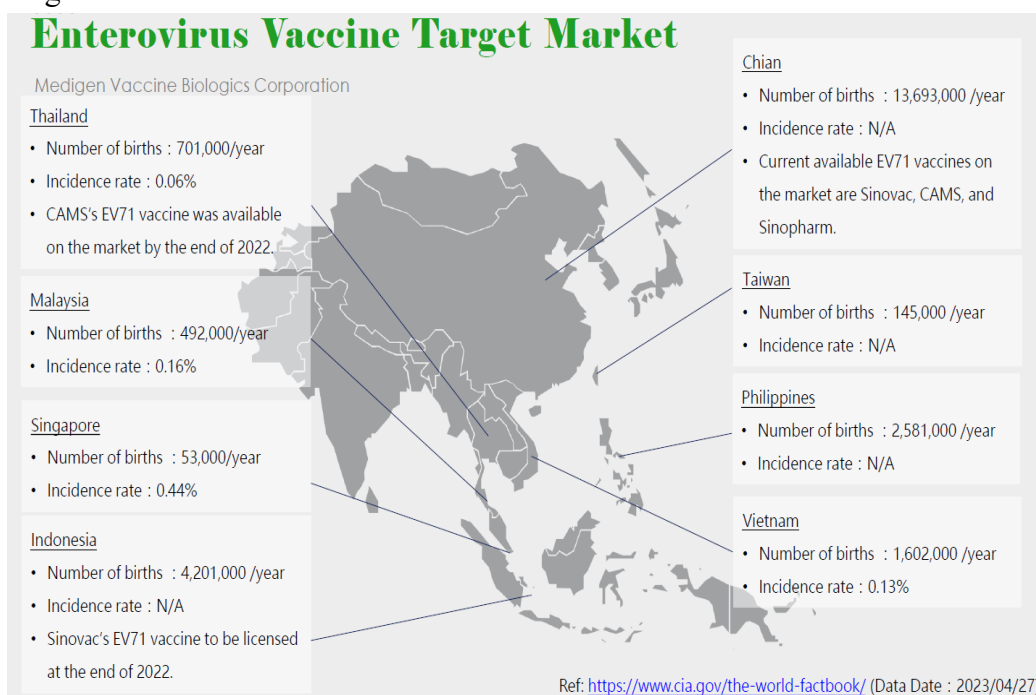 Enterovirus Vaccine Target Market
Medigen Vaccine Biologics Corporation
Thailand
• Number of births : 701,000/year
• Incidence rate : 0.06%
• CAMS's EV71 vaccine was available
on the market by the end of 2022.
Malaysia
• Number of births : 492,000/year
• Incidence rate : 0.16%
Singapore
• Number of births : 53,000/year
• Incidence rate : 0.44%
Indonesia
• Number of births : 4,201,000 /year
• Incidence rate : N/A
• Sinovac's EV71 vaccine to be licensed
at the end of 2022.
Chian
• Number of births : 13,693,000 /year
• Incidence rate : N/A
• Current available EV71 vaccines on
the market are Sinovac, CAMS, and
Sinopharm.
Taiwan
• Number of births : 145,000 /year
• Incidence rate : N/A
Philippines
• Number of births : 2,581,000 /year
• Incidence rate : N/A
Vietnam
• Number of births : 1,602,000 /year
• Incidence rate : 0.13%
Ref: https://www.cia.gov/the-world-factbook/ (Data Date : 2023/04/27)